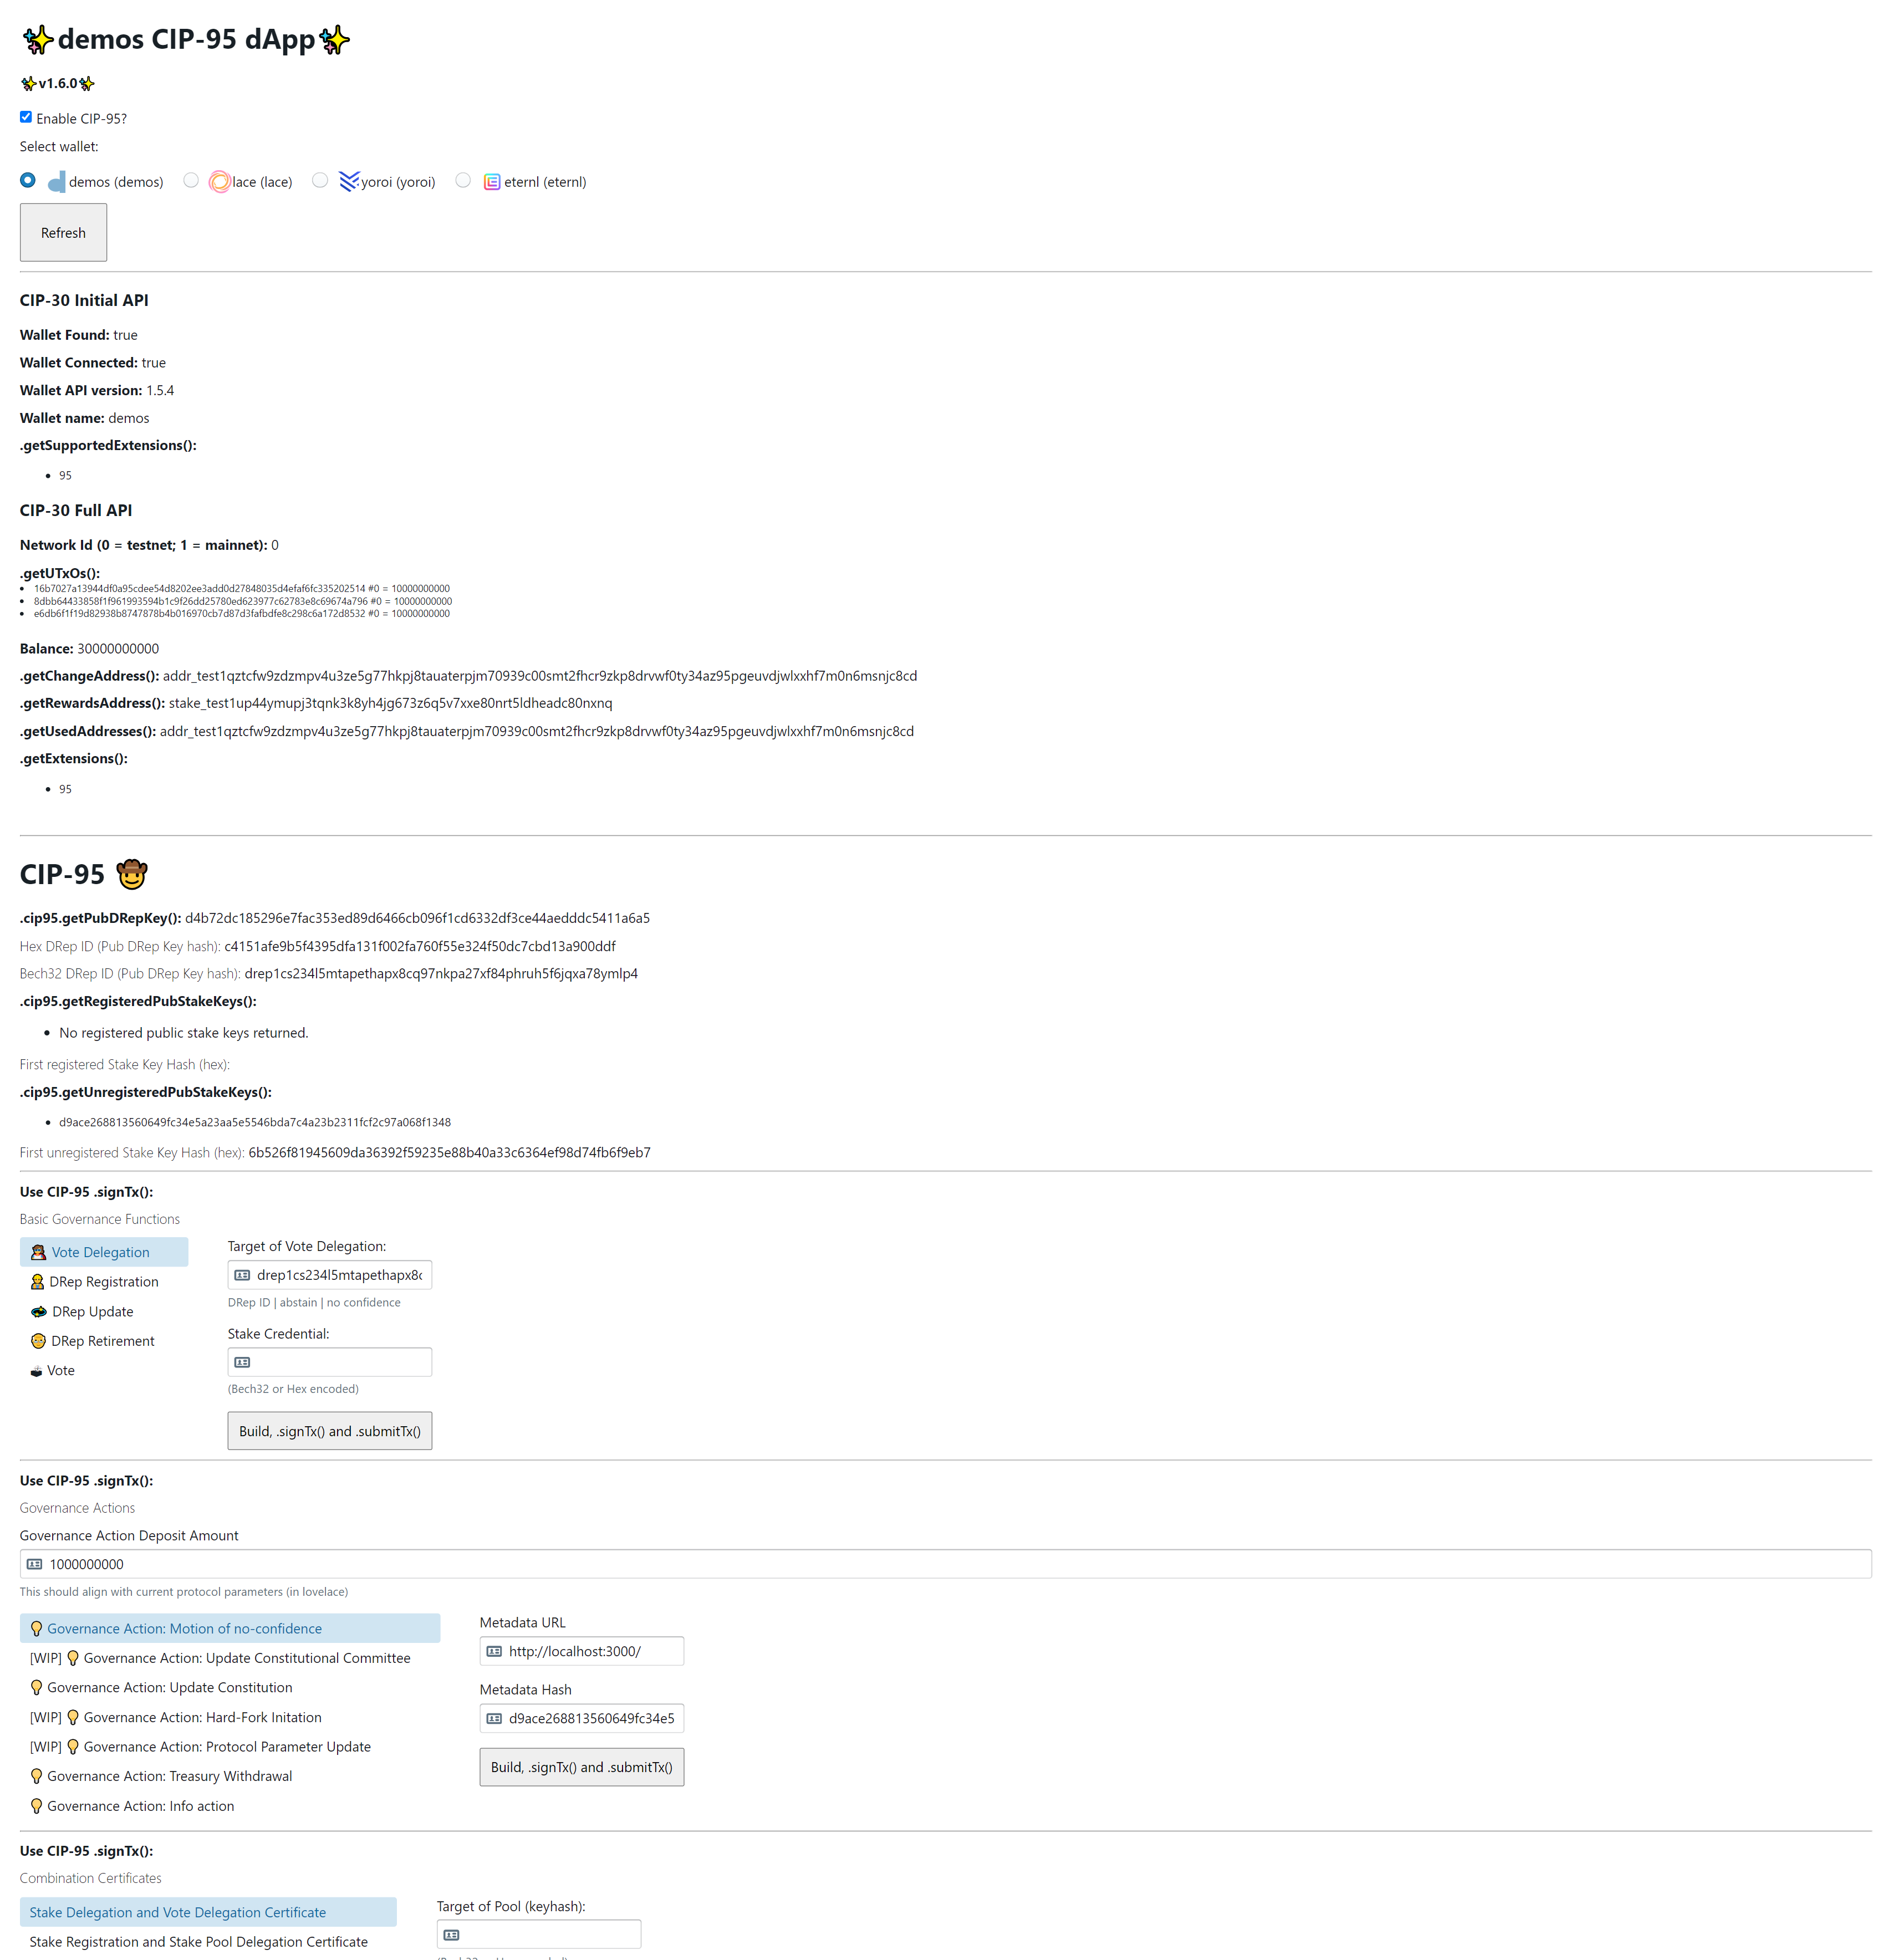 ✨demos CIP-95 dApp✨
✨v1.6.0✨
Enable CIP-95?
Select wallet:
demos (demos) lace (lace) yoroi (yoroi) eternl (eternl)
Refresh
CIP-30 Initial API
Wallet Found: true
Wallet Connected: true
Wallet API version: 1.5.4
Wallet name: demos
.getSupportedExtensions():
• 95
CIP-30 Full API
Network Id (0 = testnet; 1 = mainnet): 0
.getUTxOs():
• 16b7027a13944df0a95cdee54d8202ee3add0d27848035d4efaf6fc335202514 #0 = 10000000000
• 8dbb64433858f1f961993594b1c9f26dd25780ed623977c62783e8c69674a796 #0 = 10000000000
• e6db6f1f19d82938b8747878b4b016970cb7d87d3fafbdfe8c298c6a172d8532 #0 = 10000000000
Balance: 30000000000
.getChangeAddress(): addr_test1qztcfw9zdzmpv4u3ze5g77hkpj8tauaterpjm70939c00smt2fhcr9zkp8drvwf0ty34az95pgeuvdjwlxxhf7m0n6msnjc8cd
.getRewardsAddress(): stake_test1up44ymupj3tqnk3k8yh4jg673z6q5v7xxe80nrt5ldheadc80nxnq
.getUsedAddresses(): addr_test1qztcfw9zdzmpv4u3ze5g77hkpj8tauaterpjm70939c00smt2fhcr9zkp8drvwf0ty34az95pgeuvdjwlxxhf7m0n6msnjc8cd
.getExtensions():
• 95
CIP-95 🤠
.cip95.getPubDRepKey(): d4b72dc185296e7fac353ed89d6466cb096f1cd6332df3ce44aedddc5411a6a5
Hex DRep ID (Pub DRep Key hash): c4151afe9b5f4395dfa131f002fa760f55e324f50dc7cbd13a900ddf
Bech32 DRep ID (Pub DRep Key hash): drep1cs234l5mtapethapx8cq97nkpa27xf84phruh5f6jqxa78ymlp4
.cip95.getRegisteredPubStakeKeys():
• No registered public stake keys returned.
First registered Stake Key Hash (hex):
.cip95.getUnregisteredPubStakeKeys():
• d9ace268813560649fc34e5a23aa5e5546bda7c4a23b2311fcf2c97a068f1348
First unregistered Stake Key Hash (hex): 6b526f81945609da36392f59235e88b40a33c6364ef98d74fb6f9eb7
Use CIP-95 .signTx():
Basic Governance Functions
Vote Delegation
DRep Registration
DRep Update
DRep Retirement
Vote
Target of Vote Delegation:
drep1cs234l5mtapethapx8c
DRep ID | abstain | no confidence
Stake Credential:
(Bech32 or Hex encoded)
Build, .signTx() and .submitTx()
Use CIP-95 .signTx():
Governance Actions
Governance Action Deposit Amount
1000000000
This should align with current protocol parameters (in lovelace)
💡 Governance Action: Motion of no-confidence
[WIP] 💡 Governance Action: Update Constitutional Committee
💡 Governance Action: Update Constitution
[WIP] 💡 Governance Action: Hard-Fork Initation
[WIP] 💡 Governance Action: Protocol Parameter Update
💡 Governance Action: Treasury Withdrawal
💡 Governance Action: Info action
Metadata URL
http://localhost:3000/
Metadata Hash
d9ace268813560649fc34e5
Build, .signTx() and .submitTx()
Use CIP-95 .signTx():
Combination Certificates
Stake Delegation and Vote Delegation Certificate
Stake Registration and Stake Pool Delegation Certificate
Target of Pool (keyhash):